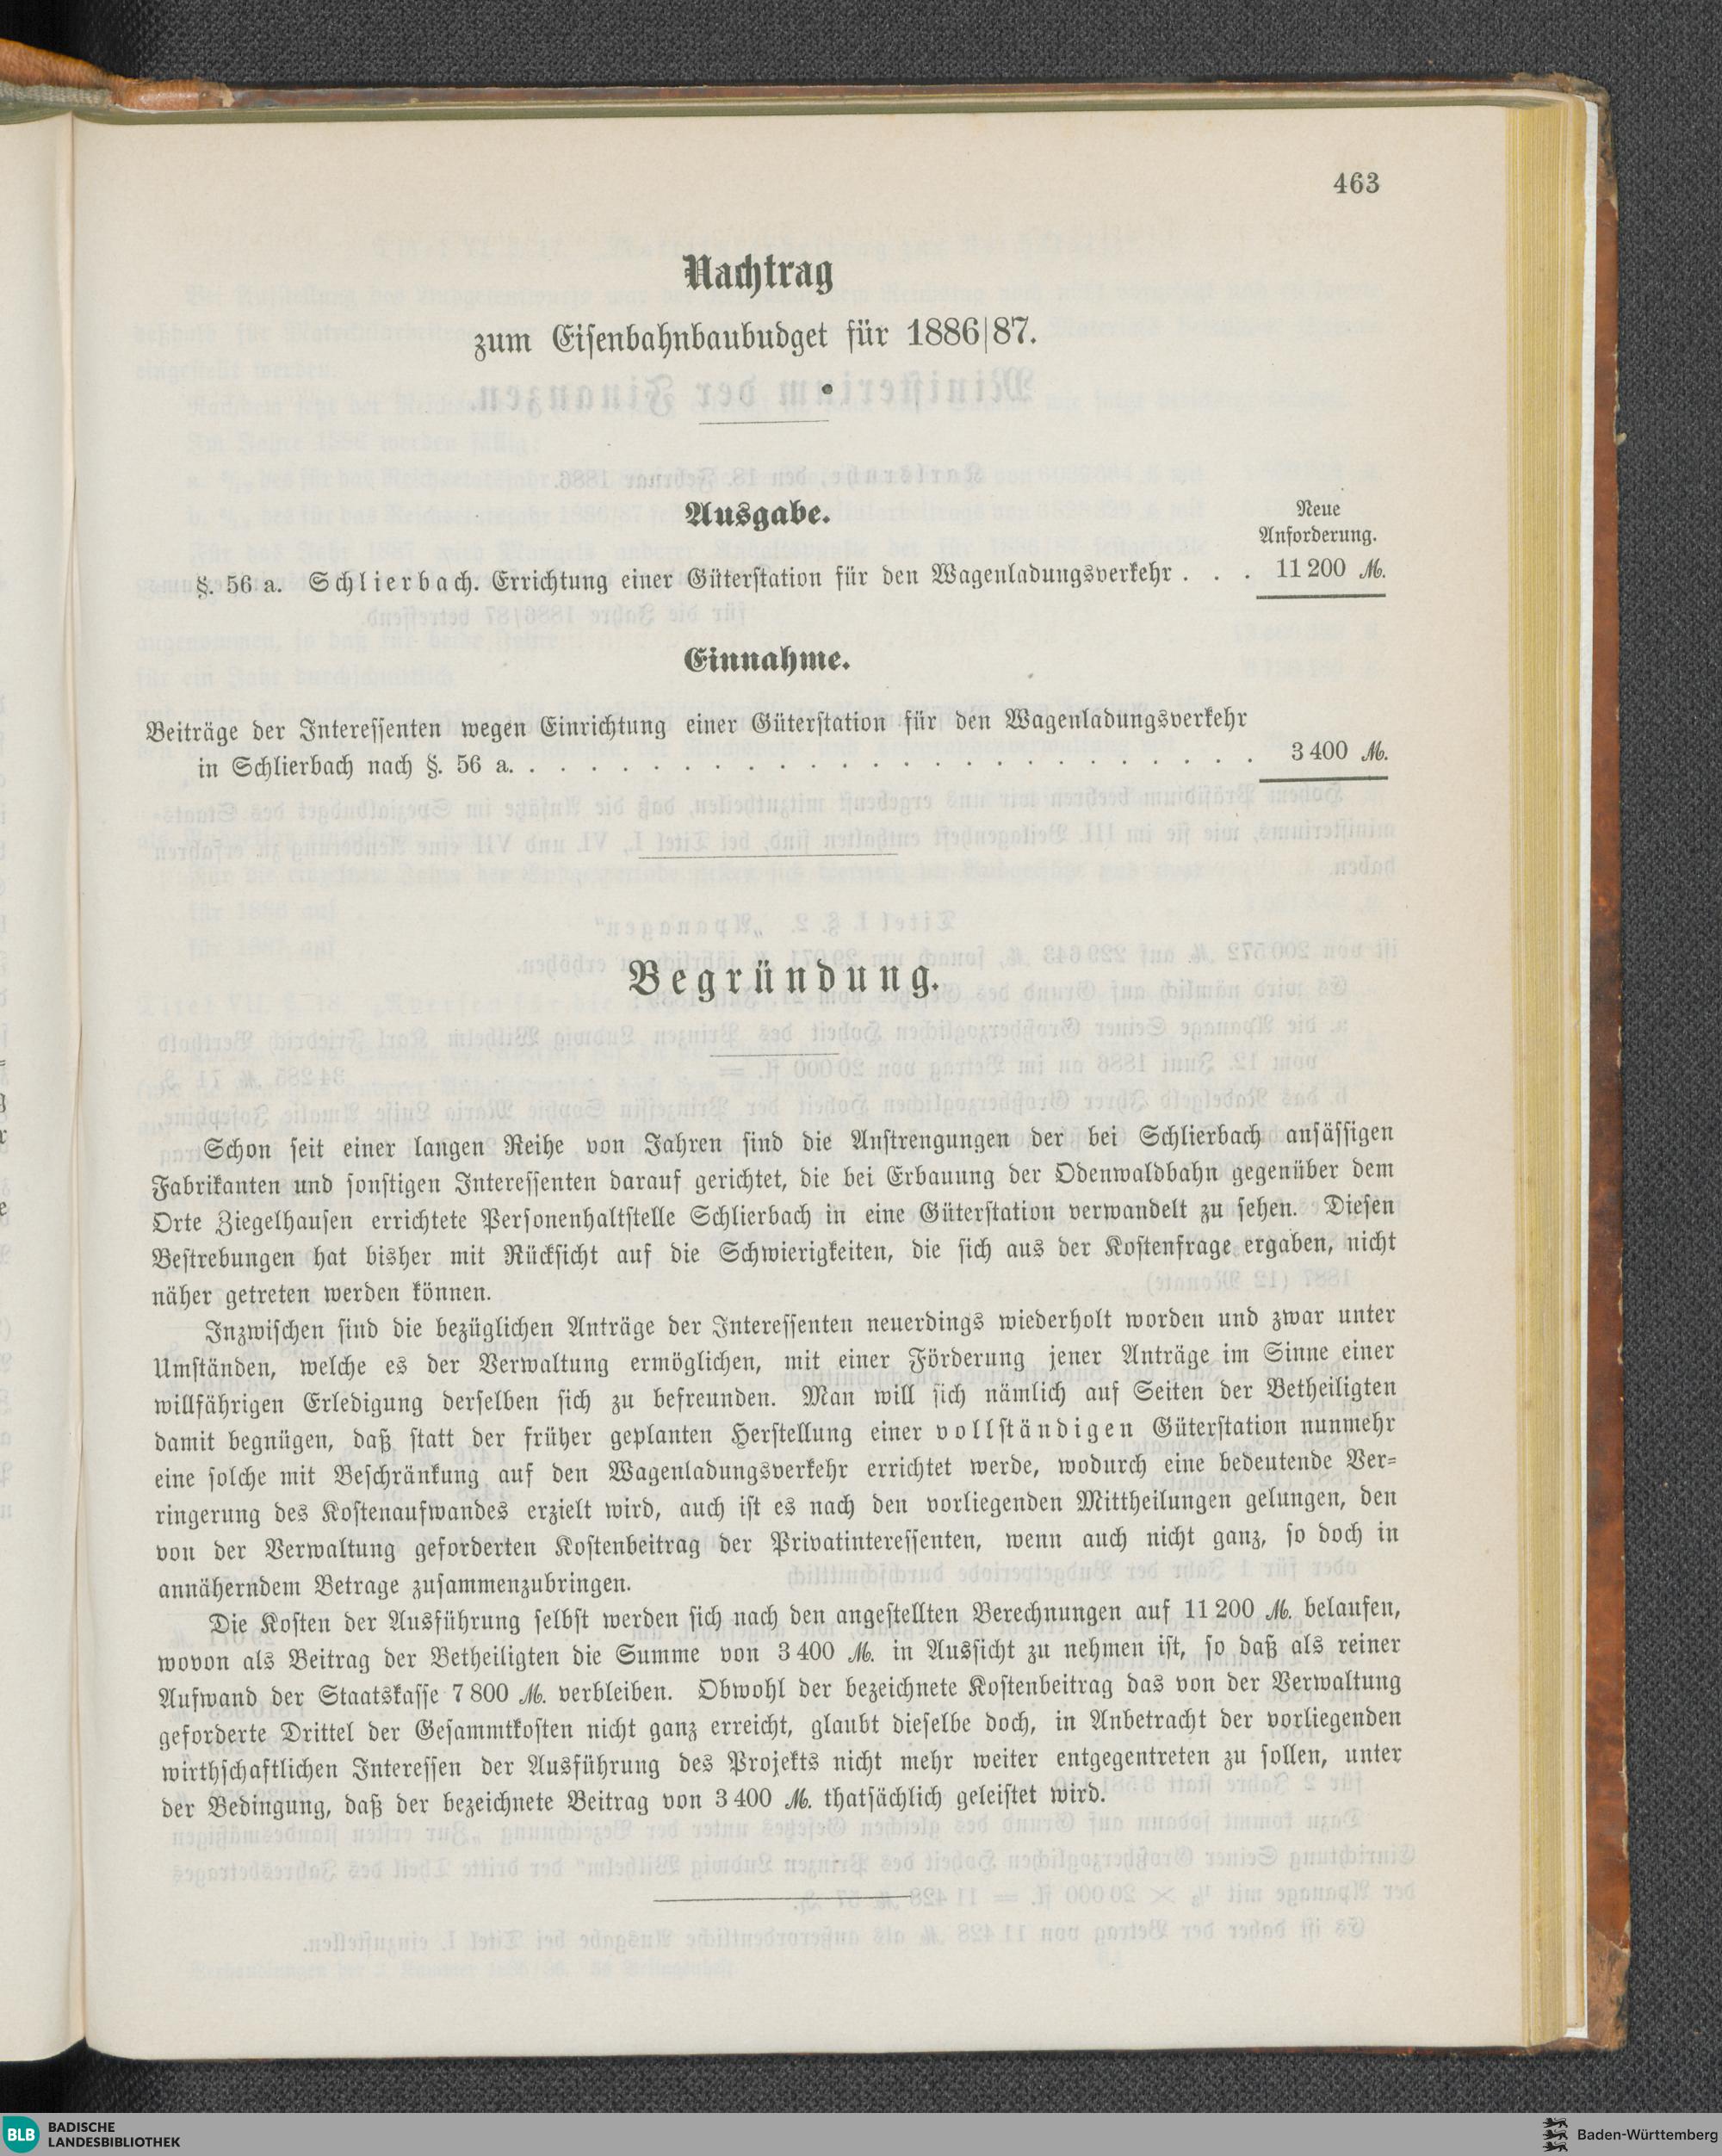 463
Nachtrag
zum Eisenbahnbaubudget für 1886/87.
Ausgabe.
Neue
Anforderung.
§. 56 a. Schlierbach. Errichtung einer Güterstation für den Wagenladungsverkehr . . . 11 200 ℳ.
Einnahme.
Beiträge der Interessenten wegen Einrichtung einer Güterstation für den Wagenladungsverkehr
in Schlierbach nach §. 56 a. . . . . . . . . . . . . . . . . . . . . . . . 3 400 ℳ.
Begründung.
Schon seit einer langen Reihe von Jahren sind die Anstrengungen der bei Schlierbach ansässigen
Fabrikanten und sonstigen Interessenten darauf gerichtet, die bei Erbauung der Odenwaldbahn gegenüber dem
Orte Ziegelhausen errichtete Personenhaltstelle Schlierbach in eine Güterstation verwandelt zu sehen. Diesen
Bestrebungen hat bisher mit Rücksicht auf die Schwierigkeiten, die sich aus der Kostenfrage ergaben, nicht
näher getreten werden können.
Inzwischen sind die bezüglichen Anträge der Interessenten neuerdings wiederholt worden und zwar unter
Umständen, welche es der Verwaltung ermöglichen, mit einer Förderung jener Anträge im Sinne einer
willfährigen Erledigung derselben sich zu befreunden. Man will sich nämlich auf Seiten der Betheiligten
damit begnügen, daß statt der früher geplanten Herstellung einer vollständigen Güterstation nunmehr
eine solche mit Beschränkung auf den Wagenladungsverkehr errichtet werde, wodurch eine bedeutende Ver-
ringerung des Kostenaufwandes erzielt wird, auch ist es nach den vorliegenden Mittheilungen gelungen, den
von der Verwaltung geforderten Kostenbeitrag der Privatinteressenten, wenn auch nicht ganz, so doch in
annäherndem Betrage zusammenzubringen.
Die Kosten der Ausführung selbst werden sich nach den angestellten Berechnungen auf 11 200 ℳ. belaufen,
wovon als Beitrag der Betheiligten die Summe von 3 400 ℳ. in Aussicht zu nehmen ist, so daß als reiner
Aufwand der Staatskasse 7 800 ℳ. verbleiben. Obwohl der bezeichnete Kostenbeitrag das von der Verwaltung
geforderte Drittel der Gesammtkosten nicht ganz erreicht, glaubt dieselbe doch, in Anbetracht der vorliegenden
wirthschaftlichen Interessen der Ausführung des Projekts nicht mehr weiter entgegentreten zu sollen, unter
der Bedingung, daß der bezeichnete Beitrag von 3 400 ℳ. thatsächlich geleistet wird.
BLB BADISCHE
LANDESBIBLIOTHEK
Baden-Württemberg